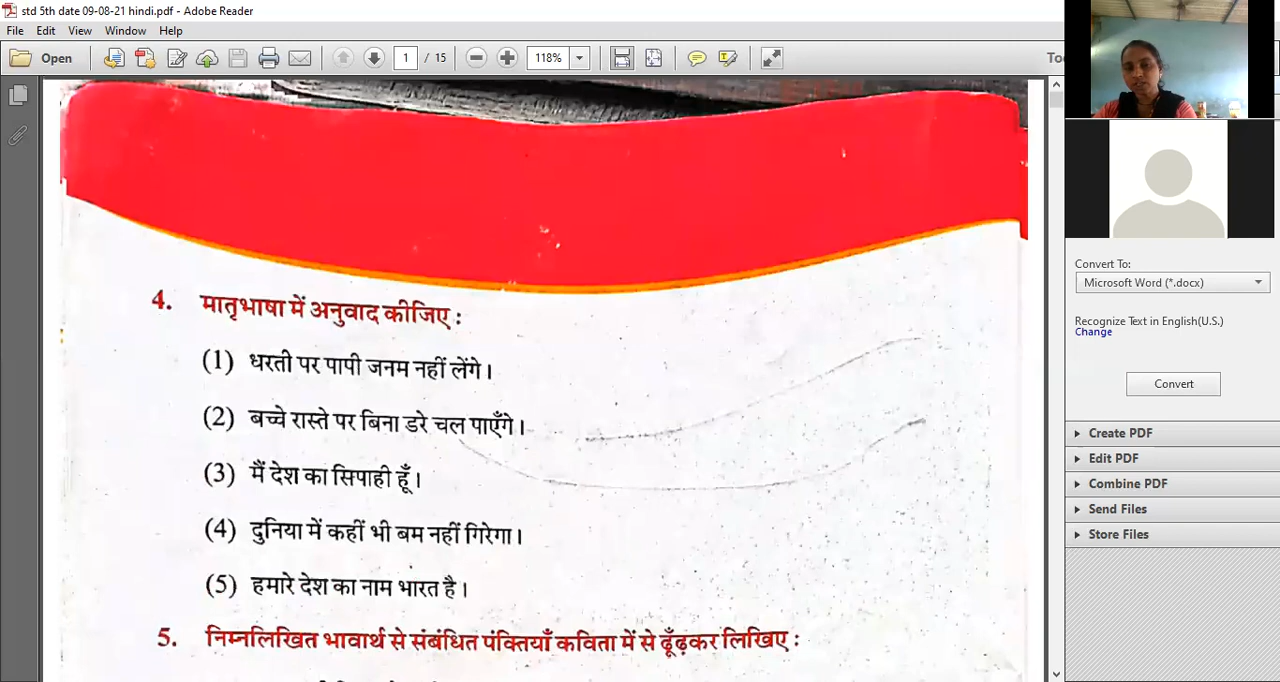 std 5th date 09-08-21 hindi.pdf - Adobe Reader
File Edit View Window Help
Open 1 / 15 118%
4. मातृभाषा में अनुवाद कीजिए :
(1) धरती पर पापी जनम नहीं लेंगे।
(2) बच्चे रास्ते पर बिना डरे चल पाएँगे।
(3) मैं देश का सिपाही हूँ।
(4) दुनिया में कहीं भी बम नहीं गिरेगा।
(5) हमारे देश का नाम भारत है।
5. निम्नलिखित भावार्थ से संबंधित पंक्तियाँ कविता में से ढूँढ़कर लिखिए :
Convert To:
Microsoft Word (*.docx)
Recognize Text in English(U.S.)
Change
Convert
Create PDF
Edit PDF
Combine PDF
Send Files
Store Files